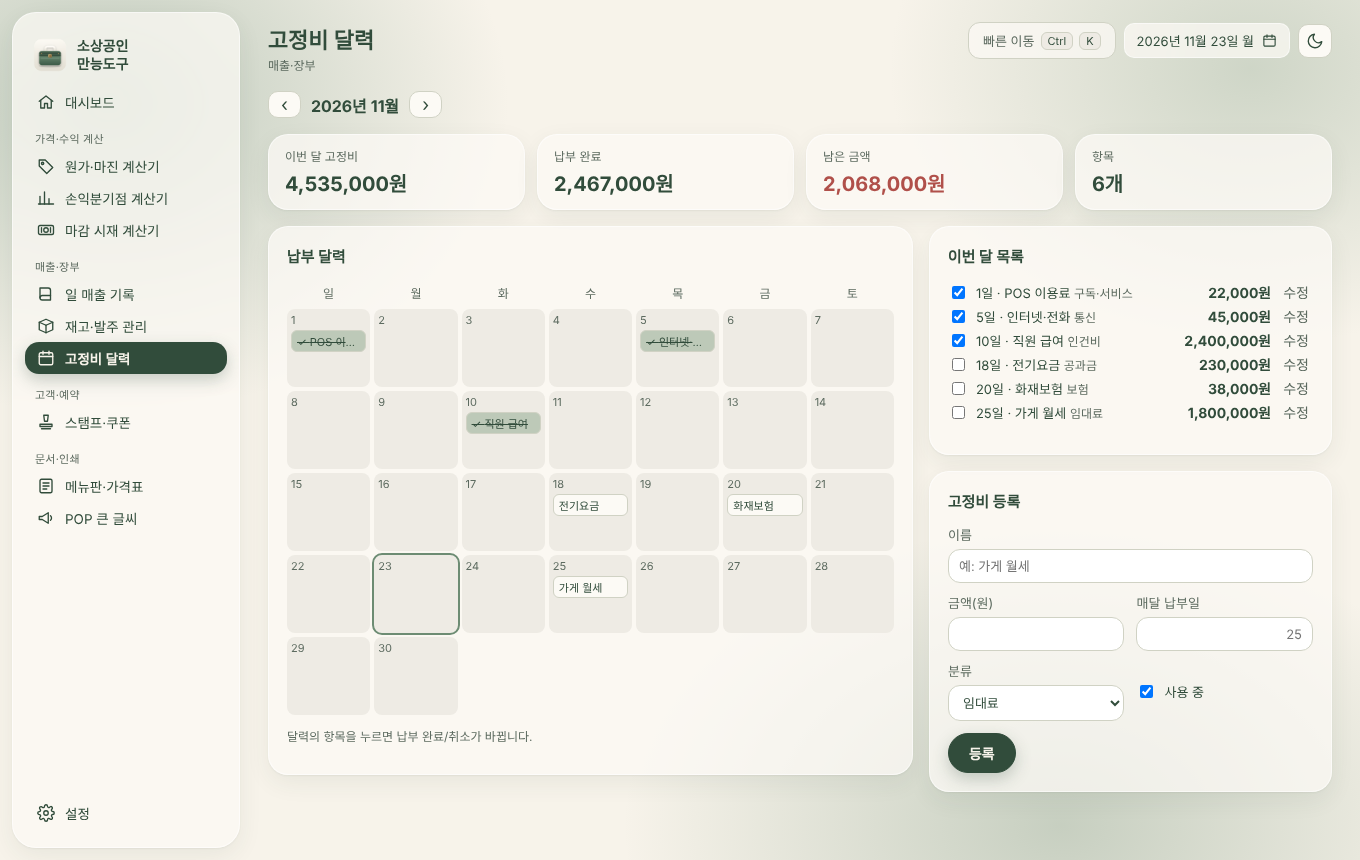 소상공인
만능도구
대시보드
가격·수익 계산
원가·마진 계산기
손익분기점 계산기
마감 시재 계산기
매출·장부
일 매출 기록
재고·발주 관리
고정비 달력
고객·예약
스탬프·쿠폰
문서·인쇄
메뉴판·가격표
POP 큰 글씨
설정
고정비 달력
매출·장부
빠른 이동 Ctrl K
2026년 11월 23일 월
2026년 11월
이번 달 고정비
4,535,000원
납부 완료
2,467,000원
남은 금액
2,068,000원
항목
6개
납부 달력
일 월 화 수 목 금 토
1 2 3 4 5 6 7
✓ POS 이... ✓ 인터넷·...
8 9 10 11 12 13 14
✓ 직원 급여
15 16 17 18 19 20 21
전기요금 화재보험
22 23 24 25 26 27 28
가게 월세
29 30
달력의 항목을 누르면 납부 완료/취소가 바뀝니다.
이번 달 목록
1일 · POS 이용료 구독·서비스 22,000원 수정
5일 · 인터넷·전화 통신 45,000원 수정
10일 · 직원 급여 인건비 2,400,000원 수정
18일 · 전기요금 공과금 230,000원 수정
20일 · 화재보험 보험 38,000원 수정
25일 · 가게 월세 임대료 1,800,000원 수정
고정비 등록
이름
예: 가게 월세
금액(원) 매달 납부일
25
분류
임대료 사용 중
등록